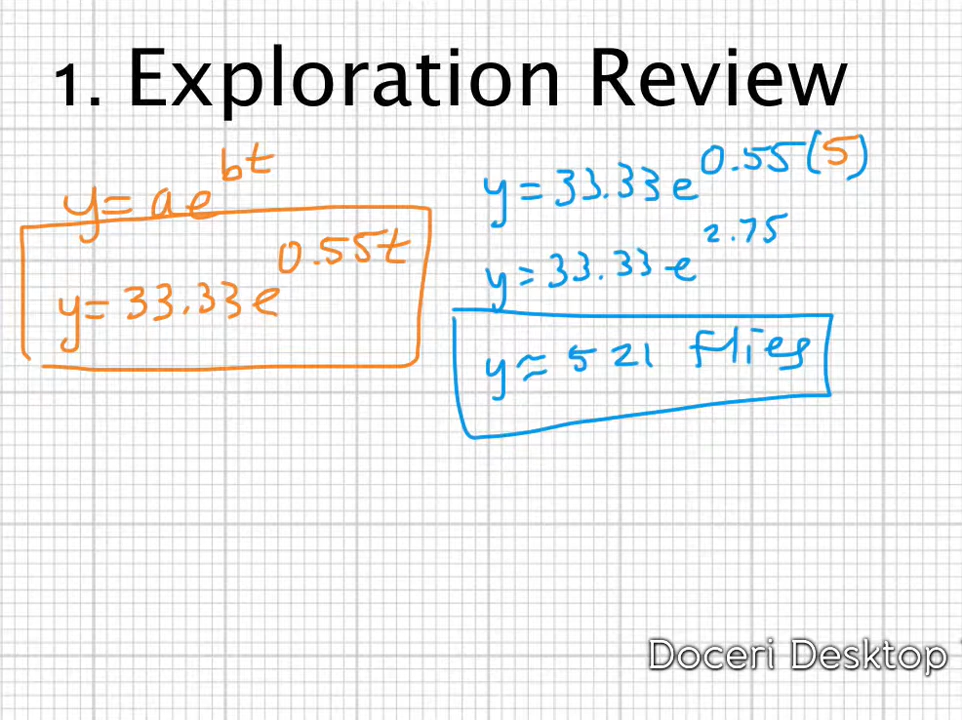 1. Exploration Review
y = ae^{bt}
y = 33.33e^{0.55t}
y = 33.33e^{0.55(5)}
y = 33.33e^{2.75}
y ≈ 521 flies
Doceri Desktop